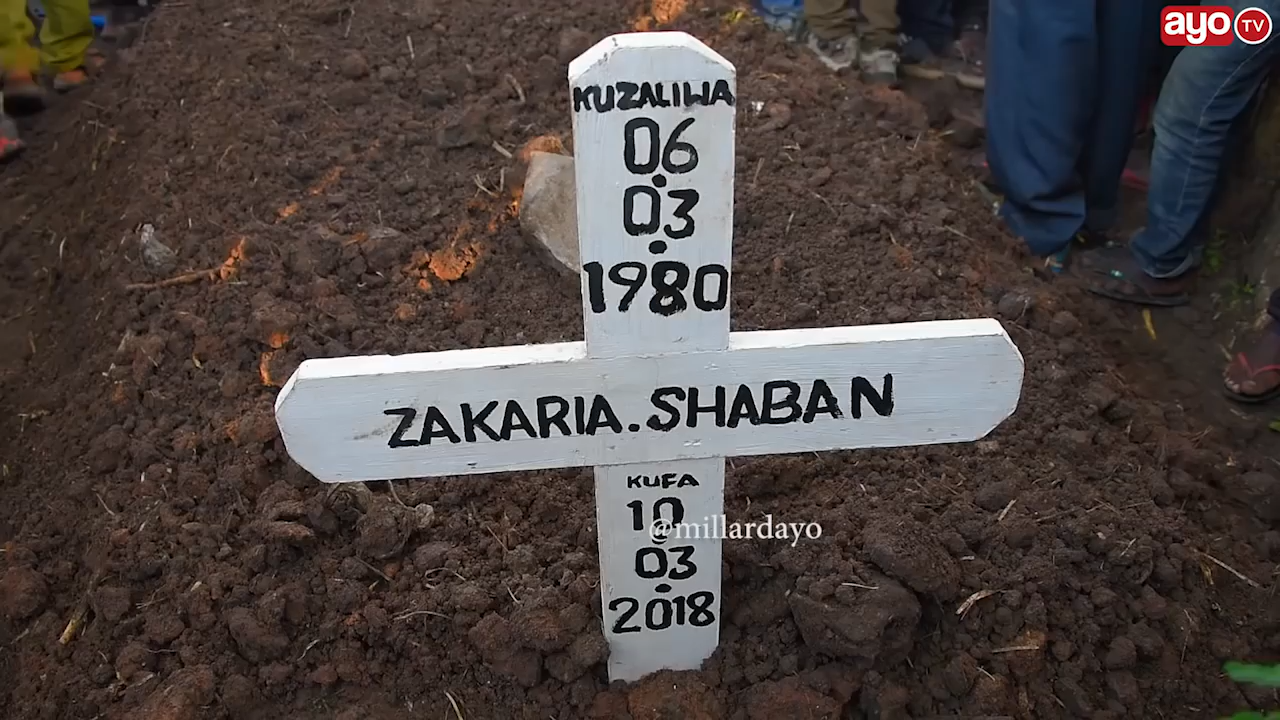 ayo TV
KUZALIWA
06
.
03
.
1980
ZAKARIA.SHABAN
KUFA
10
@millardayo
03
.
2018